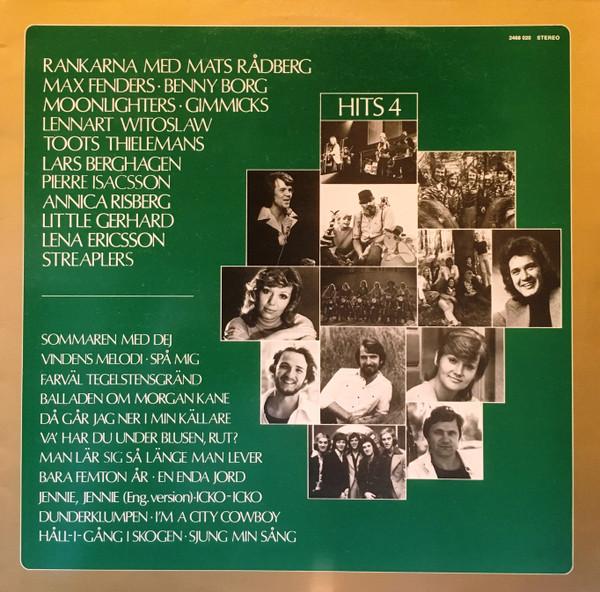 2466 020 STEREO
RANKARNA MED MATS RÅDBERG
MAX FENDERS · BENNY BORG
MOONLIGHTERS · GIMMICKS
LENNART WITOSLAW
TOOTS THIELEMANS
LARS BERGHAGEN
PIERRE ISACSSON
ANNICA RISBERG
LITTLE GERHARD
LENA ERICSSON
STREAPLERS
HITS 4
SOMMAREN MED DEJ
VINDENS MELODI · SPÅ MIG
FARVÄL TEGELSTENSGRÄND
BALLADEN OM MORGAN KANE
DÅ GÅR JAG NER I MIN KÄLLARE
VA' HAR DU UNDER BLUSEN, RUT?
MAN LÄR SIG SÅ LÄNGE MAN LEVER
BARA FEMTON ÅR · EN ENDA JORD
JENNIE, JENNIE (Eng. version)·ICKO-ICKO
DUNDERKLUMPEN · I'M A CITY COWBOY
HÅLL-I-GÅNG I SKOGEN · SJUNG MIN SÅNG